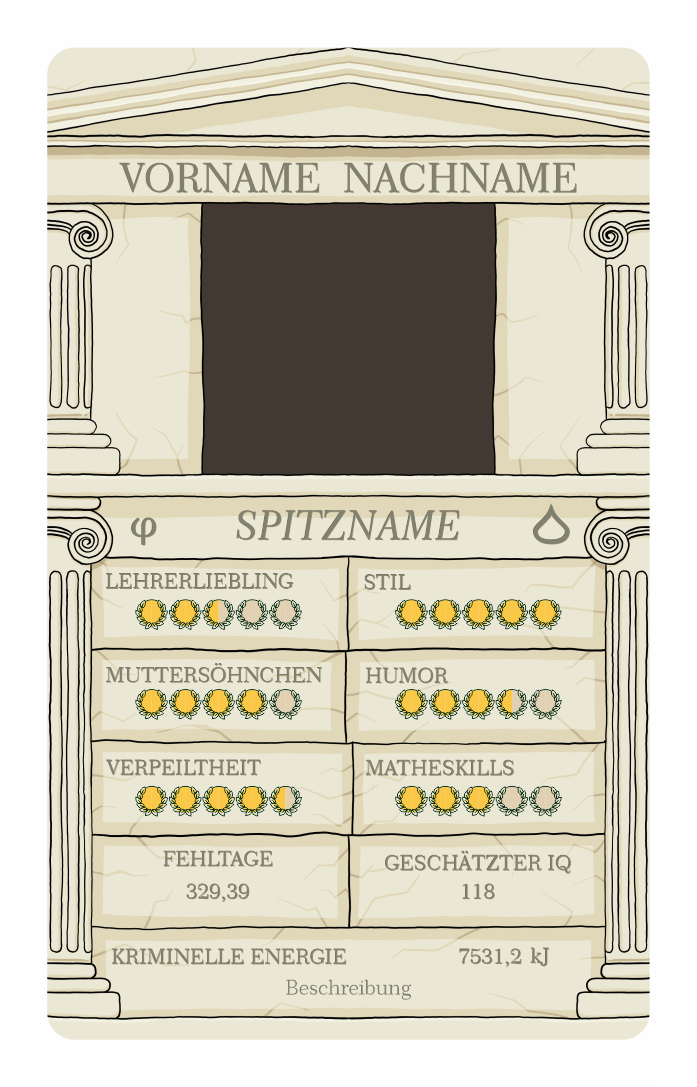 VORNAME NACHNAME
φ SPITZNAME
LEHRERLIEBLING
STIL
MUTTERSÖHNCHEN
HUMOR
VERPEILTHEIT
MATHESKILLS
FEHLTAGE
329,39
GESCHÄTZTER IQ
118
KRIMINELLE ENERGIE 7531,2 kJ
Beschreibung